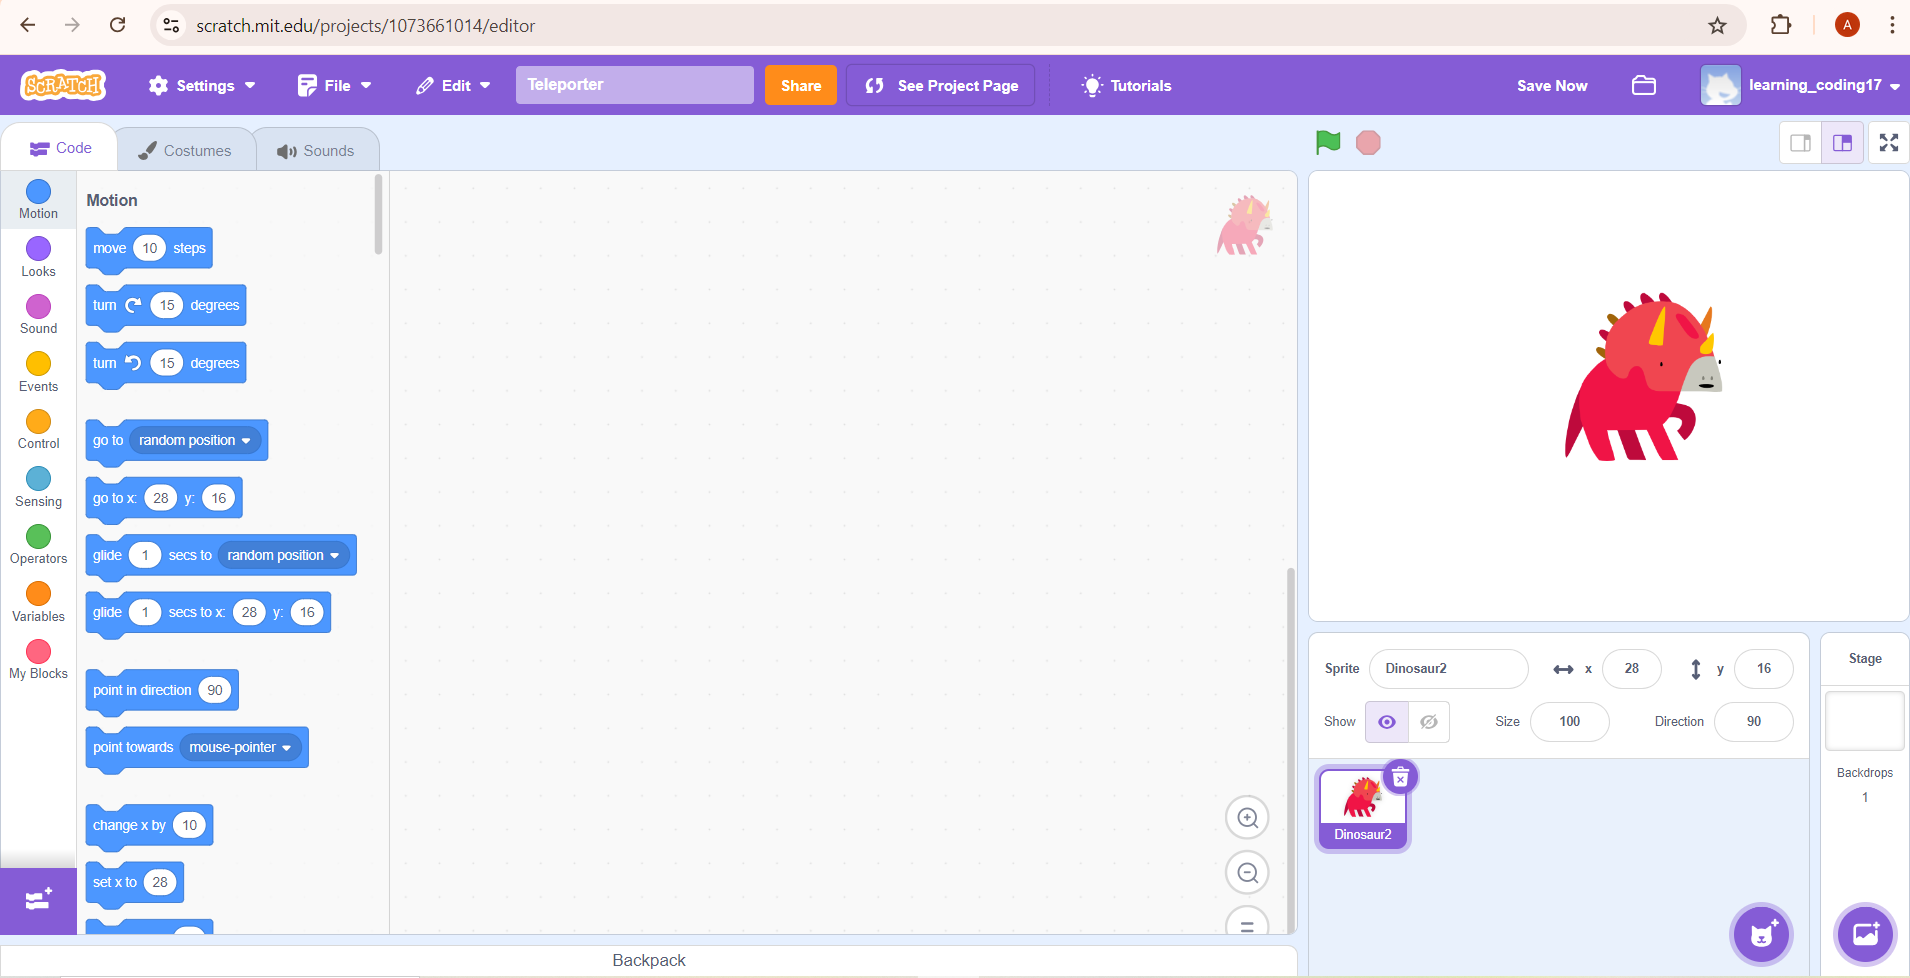 scratch.mit.edu/projects/1073661014/editor
A
SCRATCH
Settings
File
Edit
Teleporter
Share
See Project Page
Tutorials
Save Now
learning_coding17
Code
Costumes
Sounds
Motion
Looks
Sound
Events
Control
Sensing
Operators
Variables
My Blocks
Motion
move 10 steps
turn 15 degrees
turn 15 degrees
go to random position
go to x: 28 y: 16
glide 1 secs to random position
glide 1 secs to x: 28 y: 16
point in direction 90
point towards mouse-pointer
change x by 10
set x to 28
Backpack
Sprite Dinosaur2 x 28 y 16
Show Size 100 Direction 90
Dinosaur2
Stage
Backdrops
1